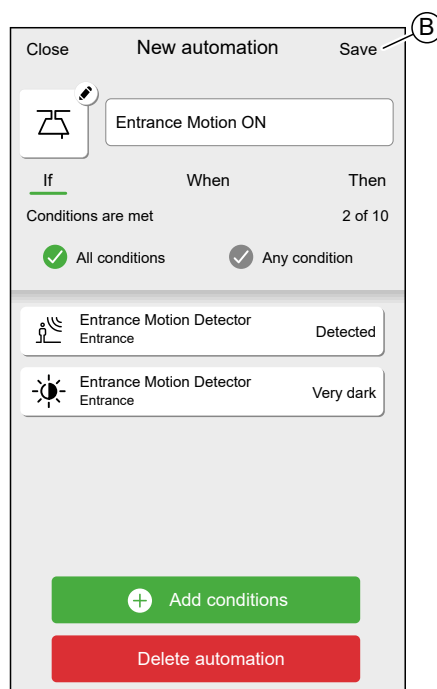 B
Close New automation Save
Entrance Motion ON
If When Then
Conditions are met 2 of 10
All conditions Any condition
Entrance Motion Detector
Entrance
Detected
Entrance Motion Detector
Entrance
Very dark
Add conditions
Delete automation